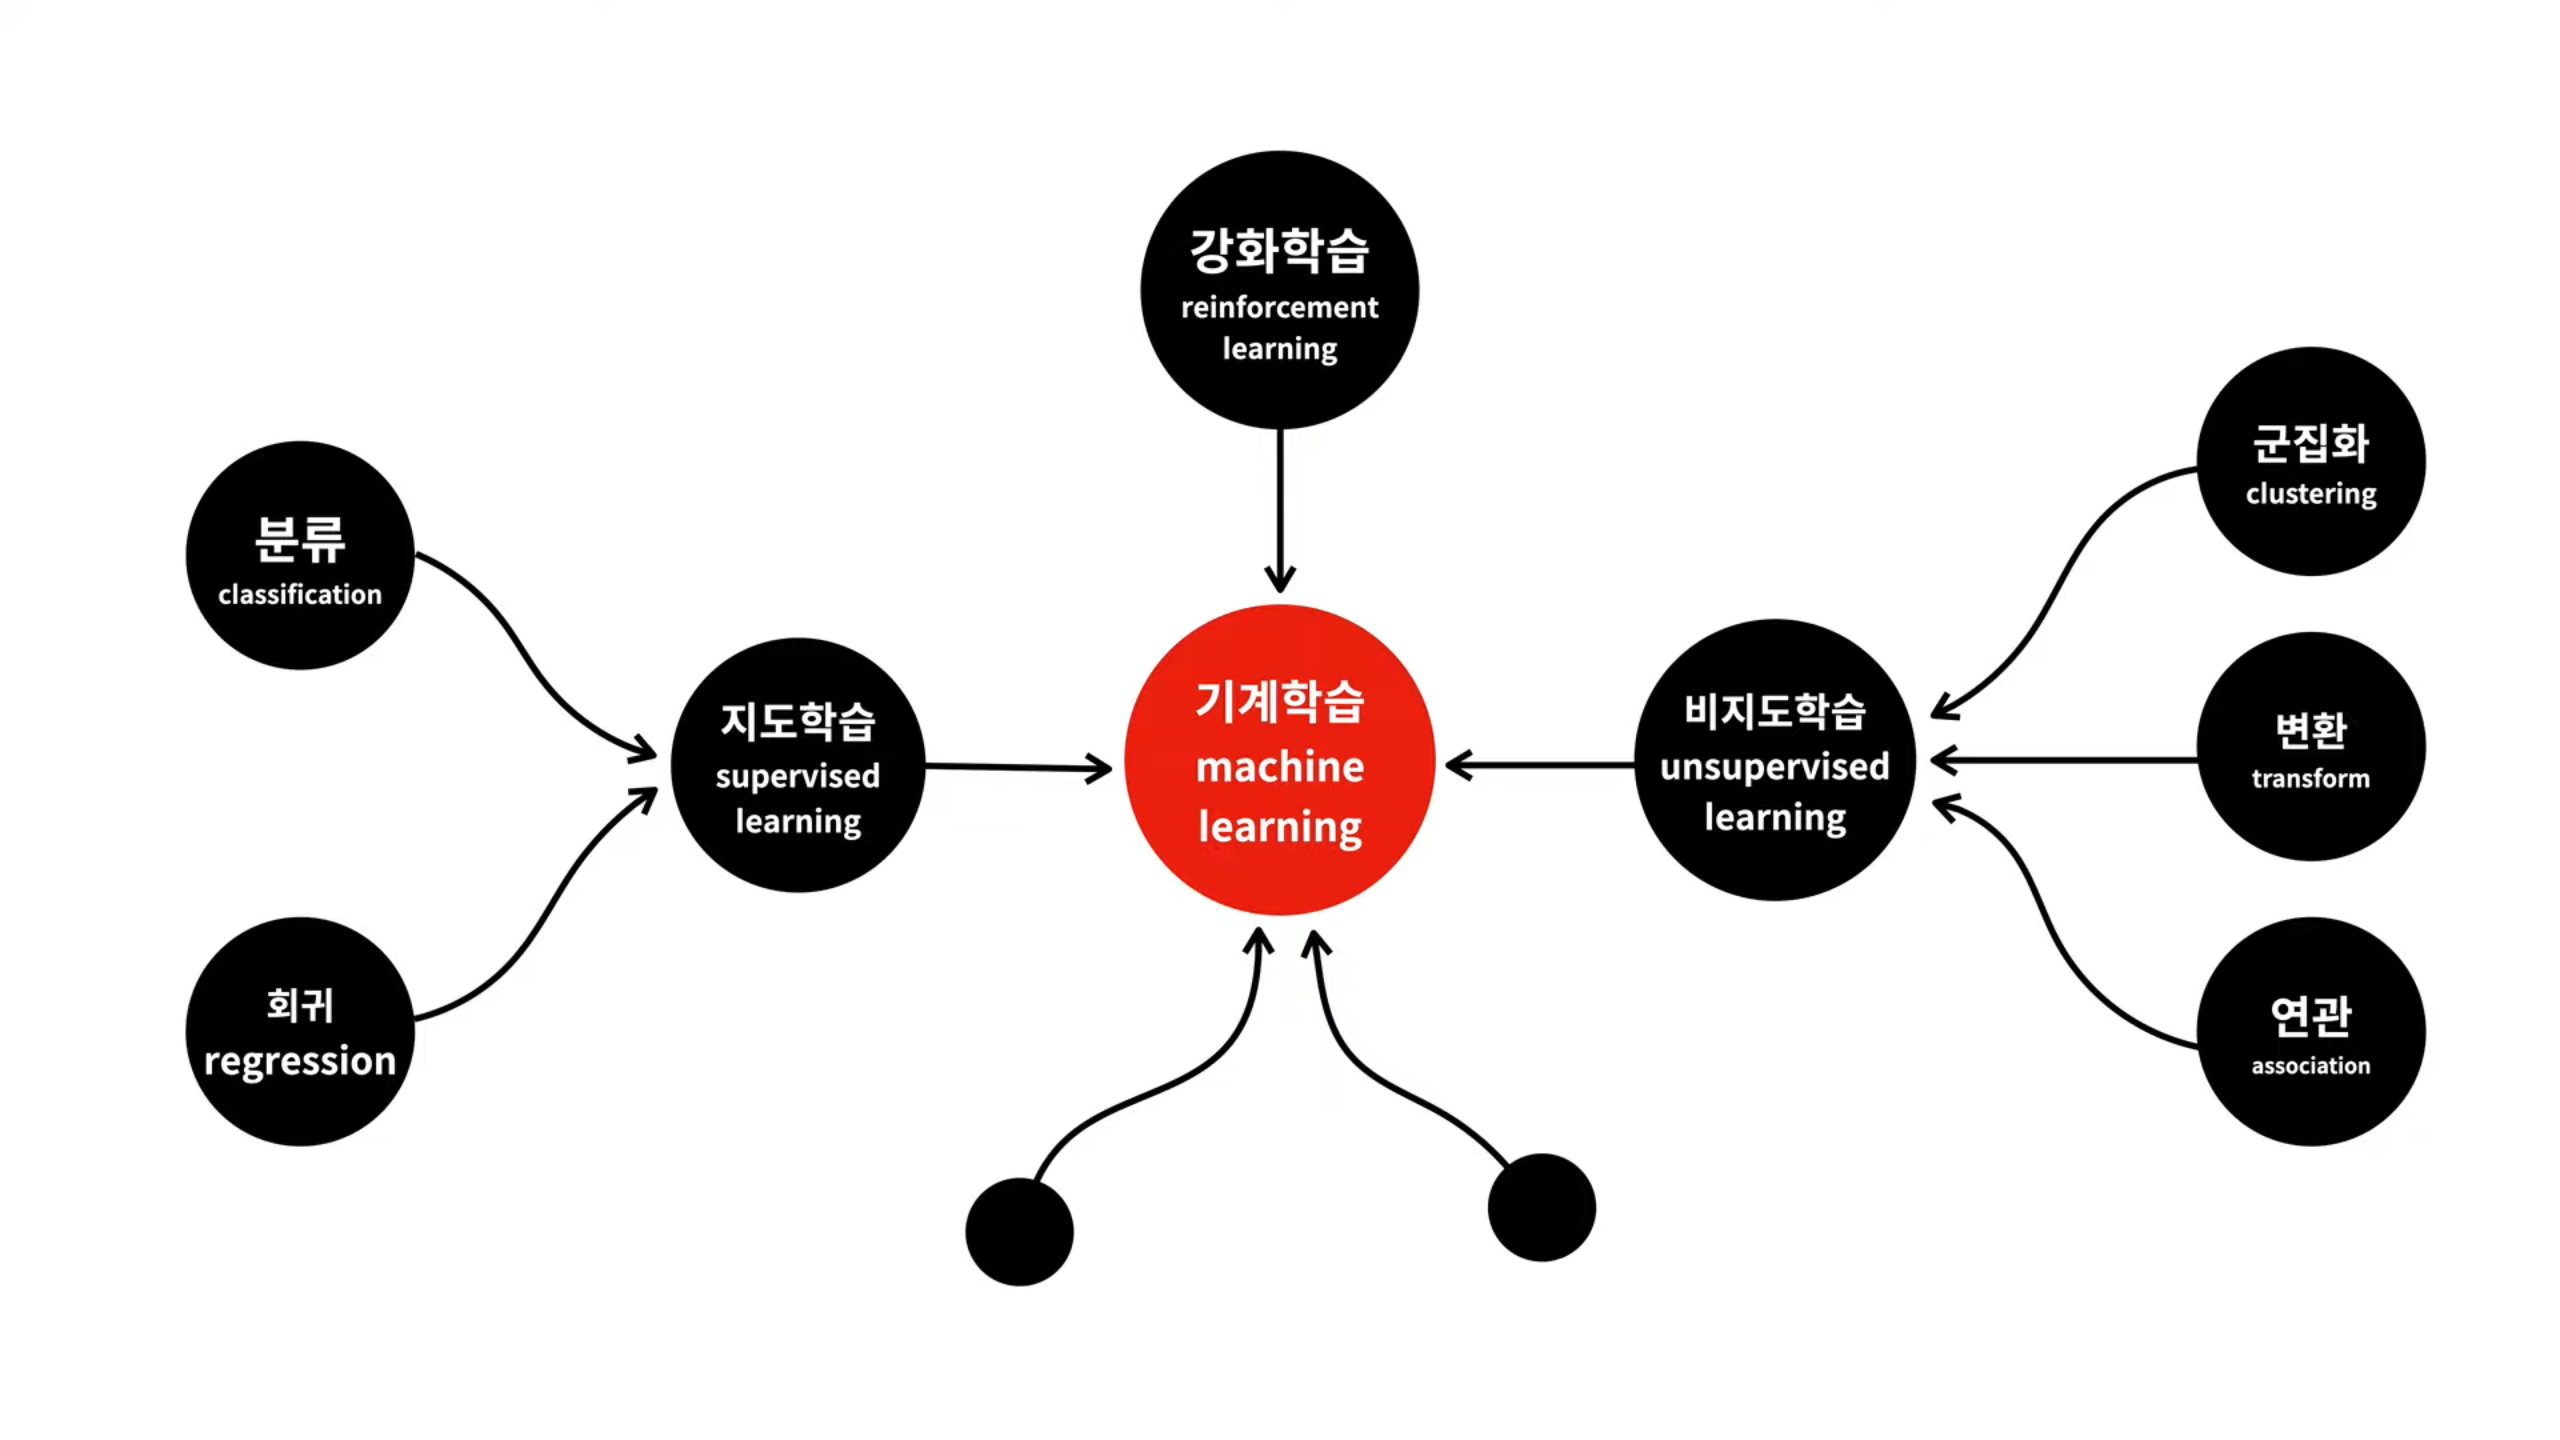 강화학습
reinforcement
learning
분류
classification
회귀
regression
지도학습
supervised
learning
기계학습
machine
learning
비지도학습
unsupervised
learning
군집화
clustering
변환
transform
연관
association